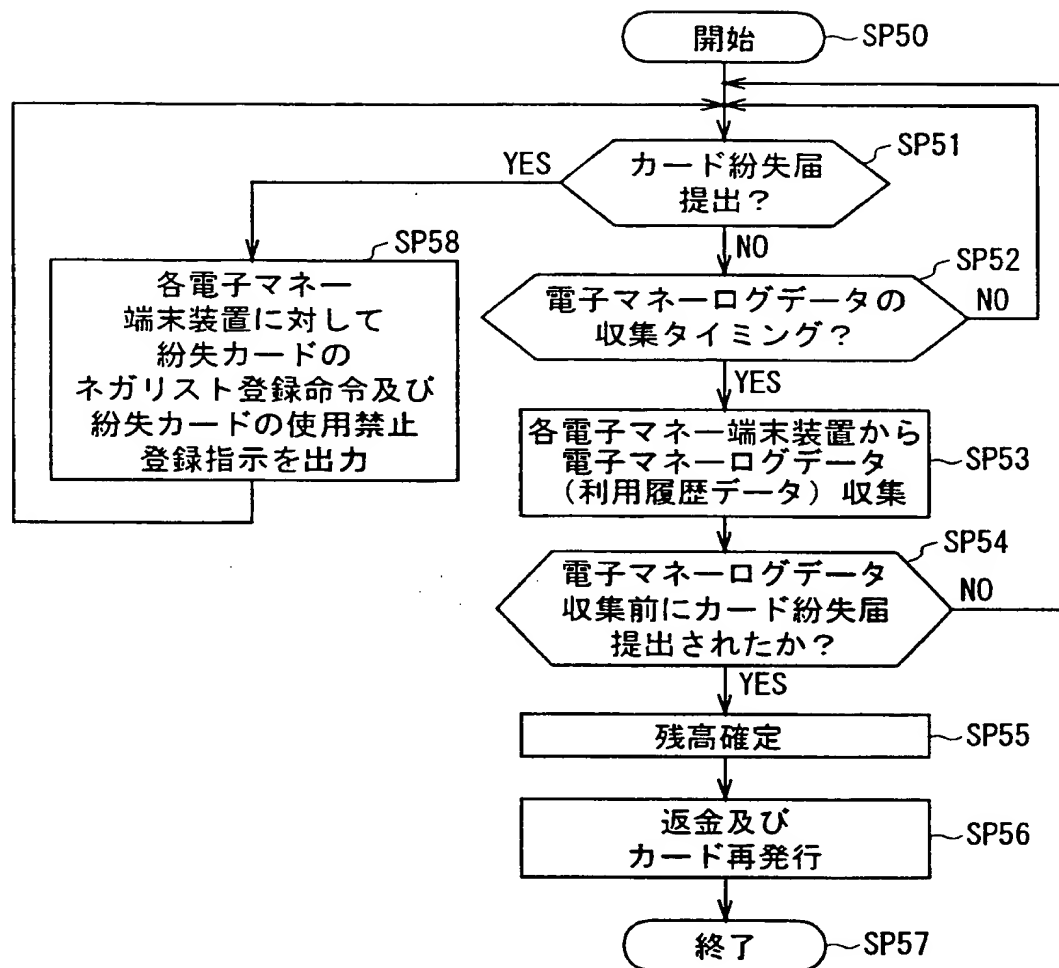 開始
SP50
カード紛失届
提出？
SP51
YES
NO
SP58
各電子マネー
端末装置に対して
紛失カードの
ネガリスト登録命令及び
紛失カードの使用禁止
登録指示を出力
SP52
電子マネーログデータの
収集タイミング？
NO
YES
各電子マネー端末装置から
電子マネーログデータ
（利用履歴データ）収集
SP53
SP54
電子マネーログデータ
収集前にカード紛失届
提出されたか？
NO
YES
残高確定
SP55
返金及び
カード再発行
SP56
終了
SP57